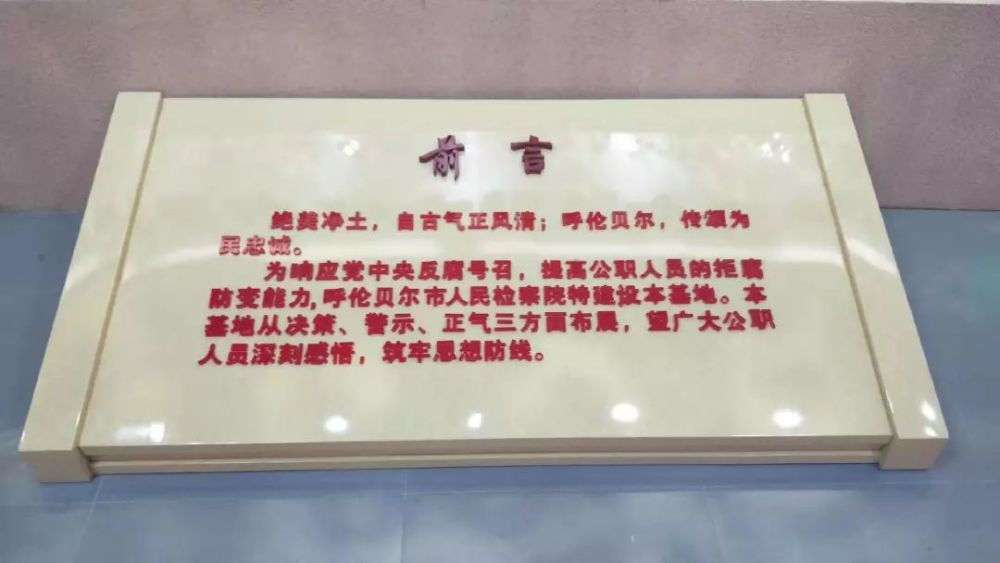 前言
绝美净土，自古气正风清；呼伦贝尔，传颂为
民忠诚。
为响应党中央反腐号召，提高公职人员的拒腐
防变能力,呼伦贝尔市人民检察院特建设本基地。本
基地从决策、警示、正气三方面布展，望广大公职
人员深刻感悟，筑牢思想防线。